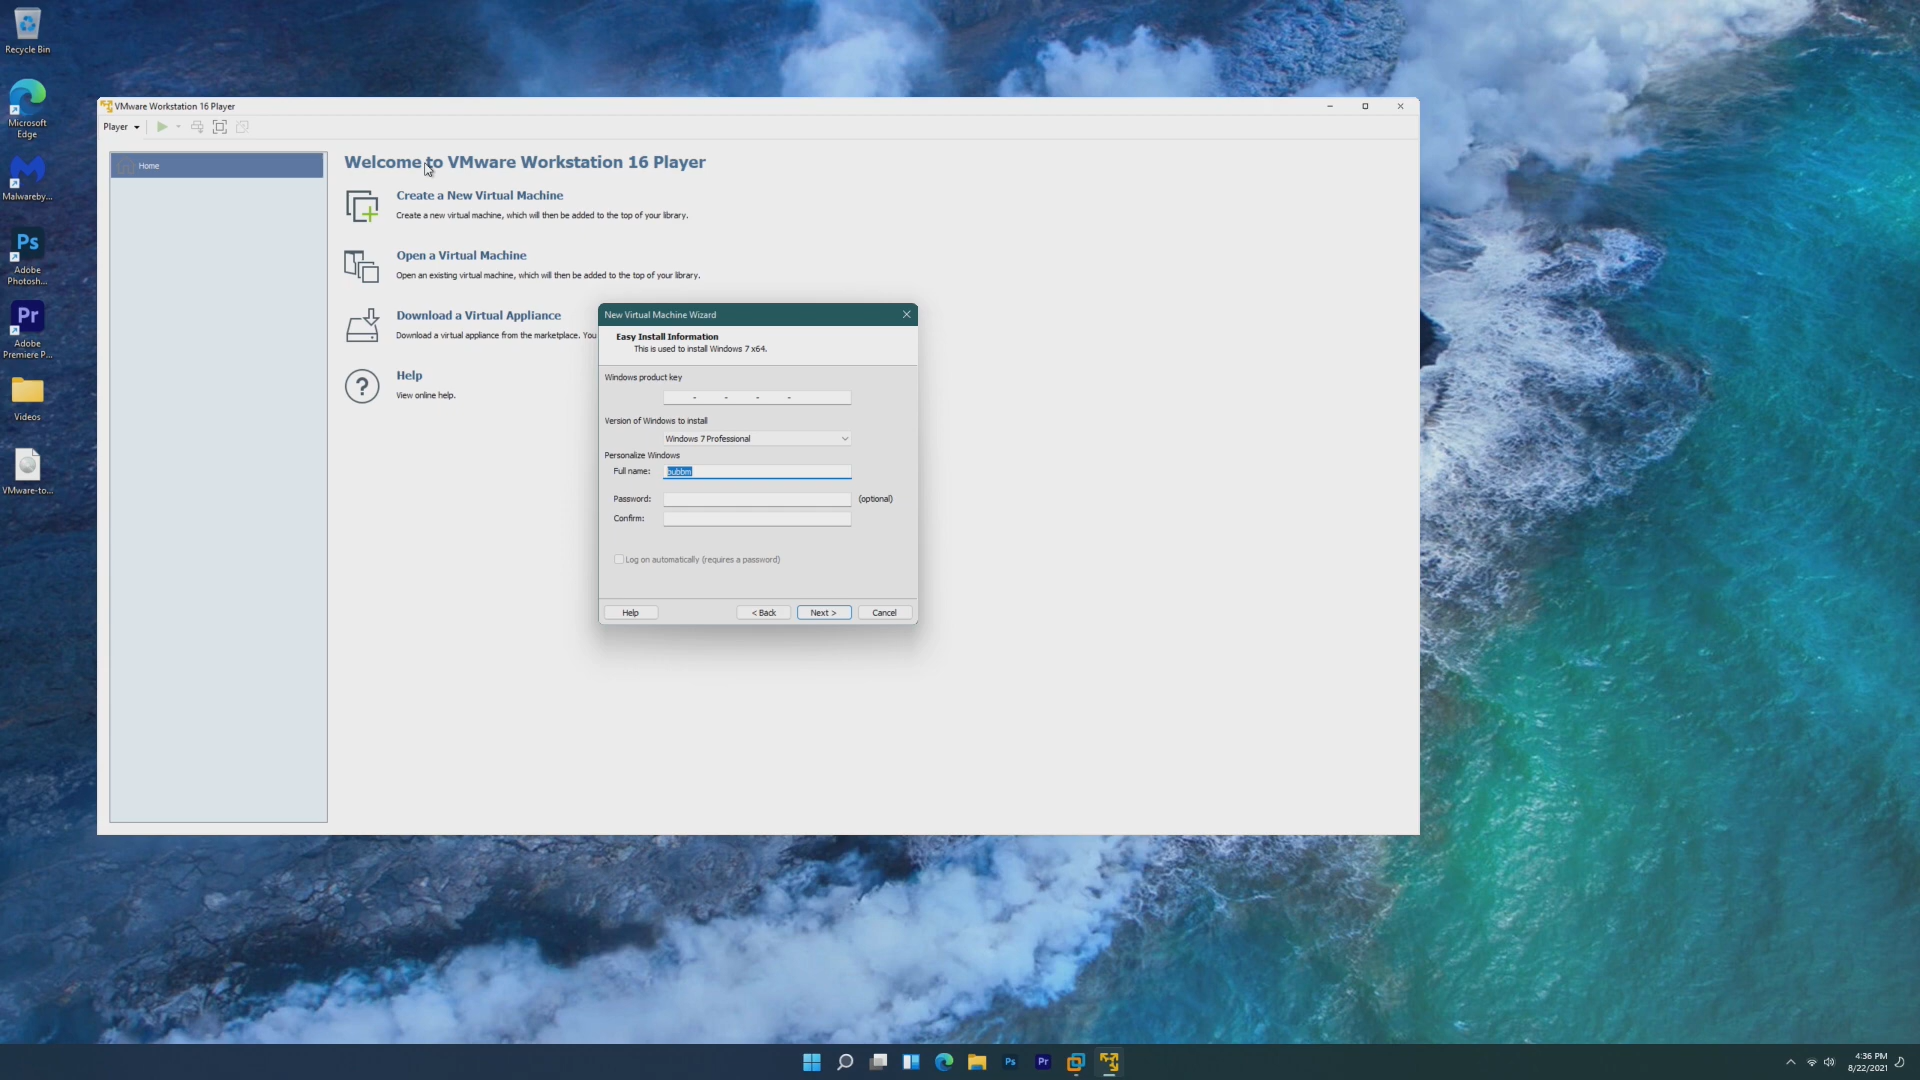 Recycle Bin
Microsoft
Edge
Malwareby...
Ps
Adobe
Photosh...
Pr
Adobe
Premiere P...
Videos
VMware-to...
VMware Workstation 16 Player
Player
Home
Welcome to VMware Workstation 16 Player
Create a New Virtual Machine
Create a new virtual machine, which will then be added to the top of your library.
Open a Virtual Machine
Open an existing virtual machine, which will then be added to the top of your library.
Download a Virtual Appliance
Download a virtual appliance from the marketplace. You
Help
View online help.
New Virtual Machine Wizard
Easy Install Information
This is used to install Windows 7 x64.
Windows product key
- - - -
Version of Windows to install
Windows 7 Professional
Personalize Windows
Full name: bubbm
Password: (optional)
Confirm:
Log on automatically (requires a password)
Help < Back Next > Cancel
Ps Pr
4:36 PM
8/22/2021